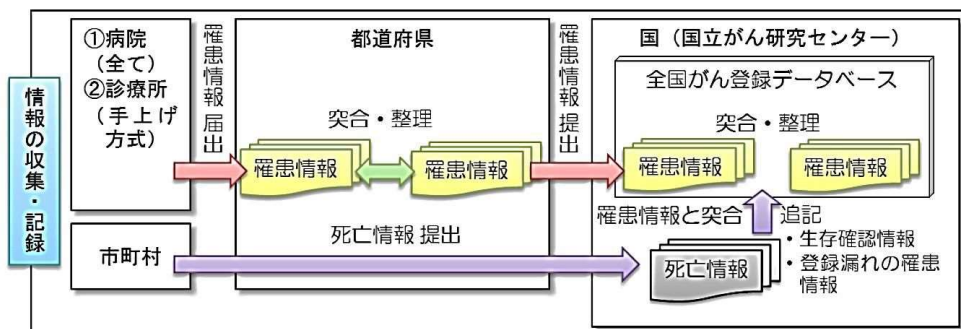 情報の収集・記録
①病院
(全て)
②診療所
(手上げ
方式)
罹患情報 届出
都道府県
突合・整理
罹患情報
罹患情報
罹患情報 提出
国(国立がん研究センター)
全国がん登録データベース
突合・整理
罹患情報
罹患情報
罹患情報と突合
追記
・生存確認情報
・登録漏れの罹患
情報
市町村
死亡情報 提出
死亡情報